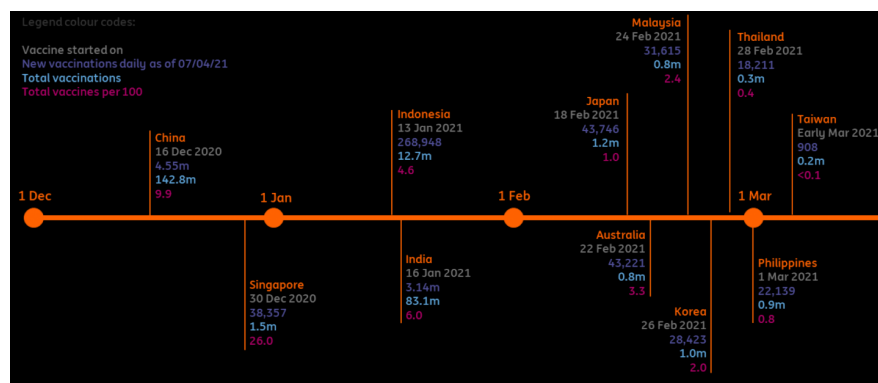 Legend colour codes:
Vaccine started on
New vaccinations daily as of 07/04/21
Total vaccinations
Total vaccines per 100
1 Dec
China
16 Dec 2020
4.55m
142.8m
9.9
Singapore
30 Dec 2020
38,357
1.5m
26.0
1 Jan
Indonesia
13 Jan 2021
268,948
12.7m
4.6
India
16 Jan 2021
3.14m
83.1m
6.0
1 Feb
Japan
18 Feb 2021
43,746
1.2m
1.0
Australia
22 Feb 2021
43,221
0.8m
3.3
Malaysia
24 Feb 2021
31,615
0.8m
2.4
Korea
26 Feb 2021
28,423
1.0m
2.0
Thailand
28 Feb 2021
18,211
0.3m
0.4
1 Mar
Philippines
1 Mar 2021
22,139
0.9m
0.8
Taiwan
Early Mar 2021
908
0.2m
<0.1